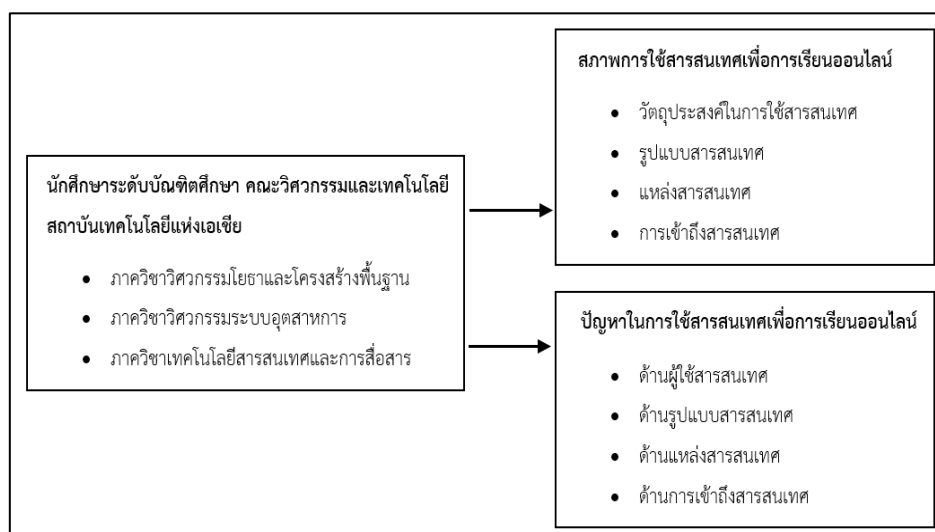 นักศึกษาระดับบัณฑิตศึกษา คณะวิศวกรรมและเทคโนโลยี
สถาบันเทคโนโลยีแห่งเอเชีย
• ภาควิชาวิศวกรรมโยธาและโครงสร้างพื้นฐาน
• ภาควิชาวิศวกรรมระบบอุตสาหการ
• ภาควิชาเทคโนโลยีสารสนเทศและการสื่อสาร
สภาพการใช้สารสนเทศเพื่อการเรียนออนไลน์
• วัตถุประสงค์ในการใช้สารสนเทศ
• รูปแบบสารสนเทศ
• แหล่งสารสนเทศ
• การเข้าถึงสารสนเทศ
ปัญหาในการใช้สารสนเทศเพื่อการเรียนออนไลน์
• ด้านผู้ใช้สารสนเทศ
• ด้านรูปแบบสารสนเทศ
• ด้านแหล่งสารสนเทศ
• ด้านการเข้าถึงสารสนเทศ